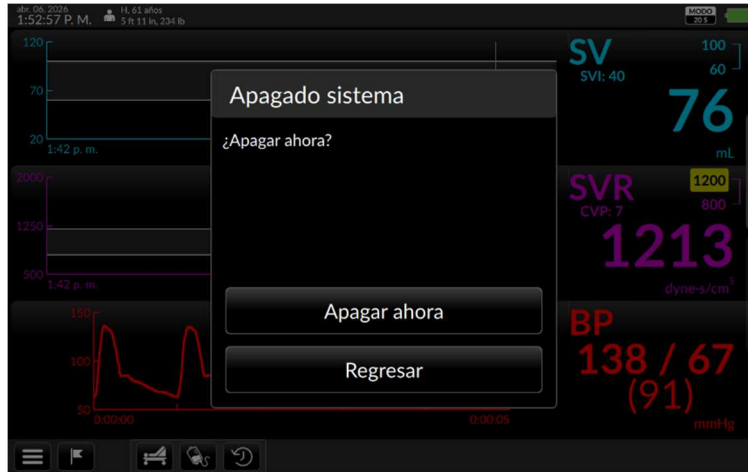 abr. 06, 2026
1:52:57 P. M.
H, 61 años
5 ft 11 in, 234 lb
MODO
20 S
120
70
20
1:42 p. m.
SV
SVI: 40
100
60
76
mL
Apagado sistema
¿Apagar ahora?
Apagar ahora
Regresar
2000
1250
500
1:42 p. m.
SVR
CVP: 7
1200
800
1213
dyne-s/cm⁵
150
100
50
0:00:00
0:00:05
BP
138 / 67
(91)
mmHg